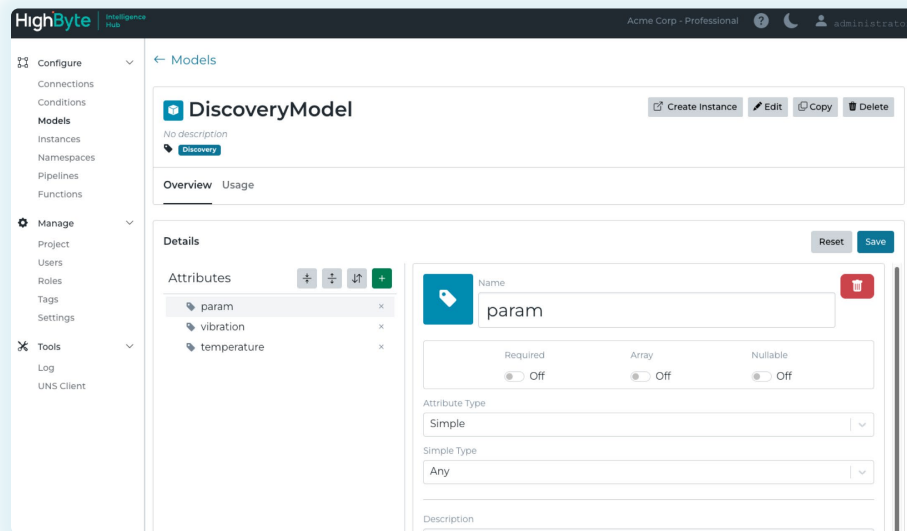 HighByte Intelligence Hub
Acme Corp - Professional
administrato
Configure
Connections
Conditions
Models
Instances
Namespaces
Pipelines
Functions
Manage
Project
Users
Roles
Tags
Settings
Tools
Log
UNS Client
← Models
DiscoveryModel
Create Instance
Edit
Copy
Delete
No description
Discovery
Overview
Usage
Details
Reset
Save
Attributes
param
vibration
temperature
Name
param
Required
Array
Nullable
Off
Off
Off
Attribute Type
Simple
Simple Type
Any
Description